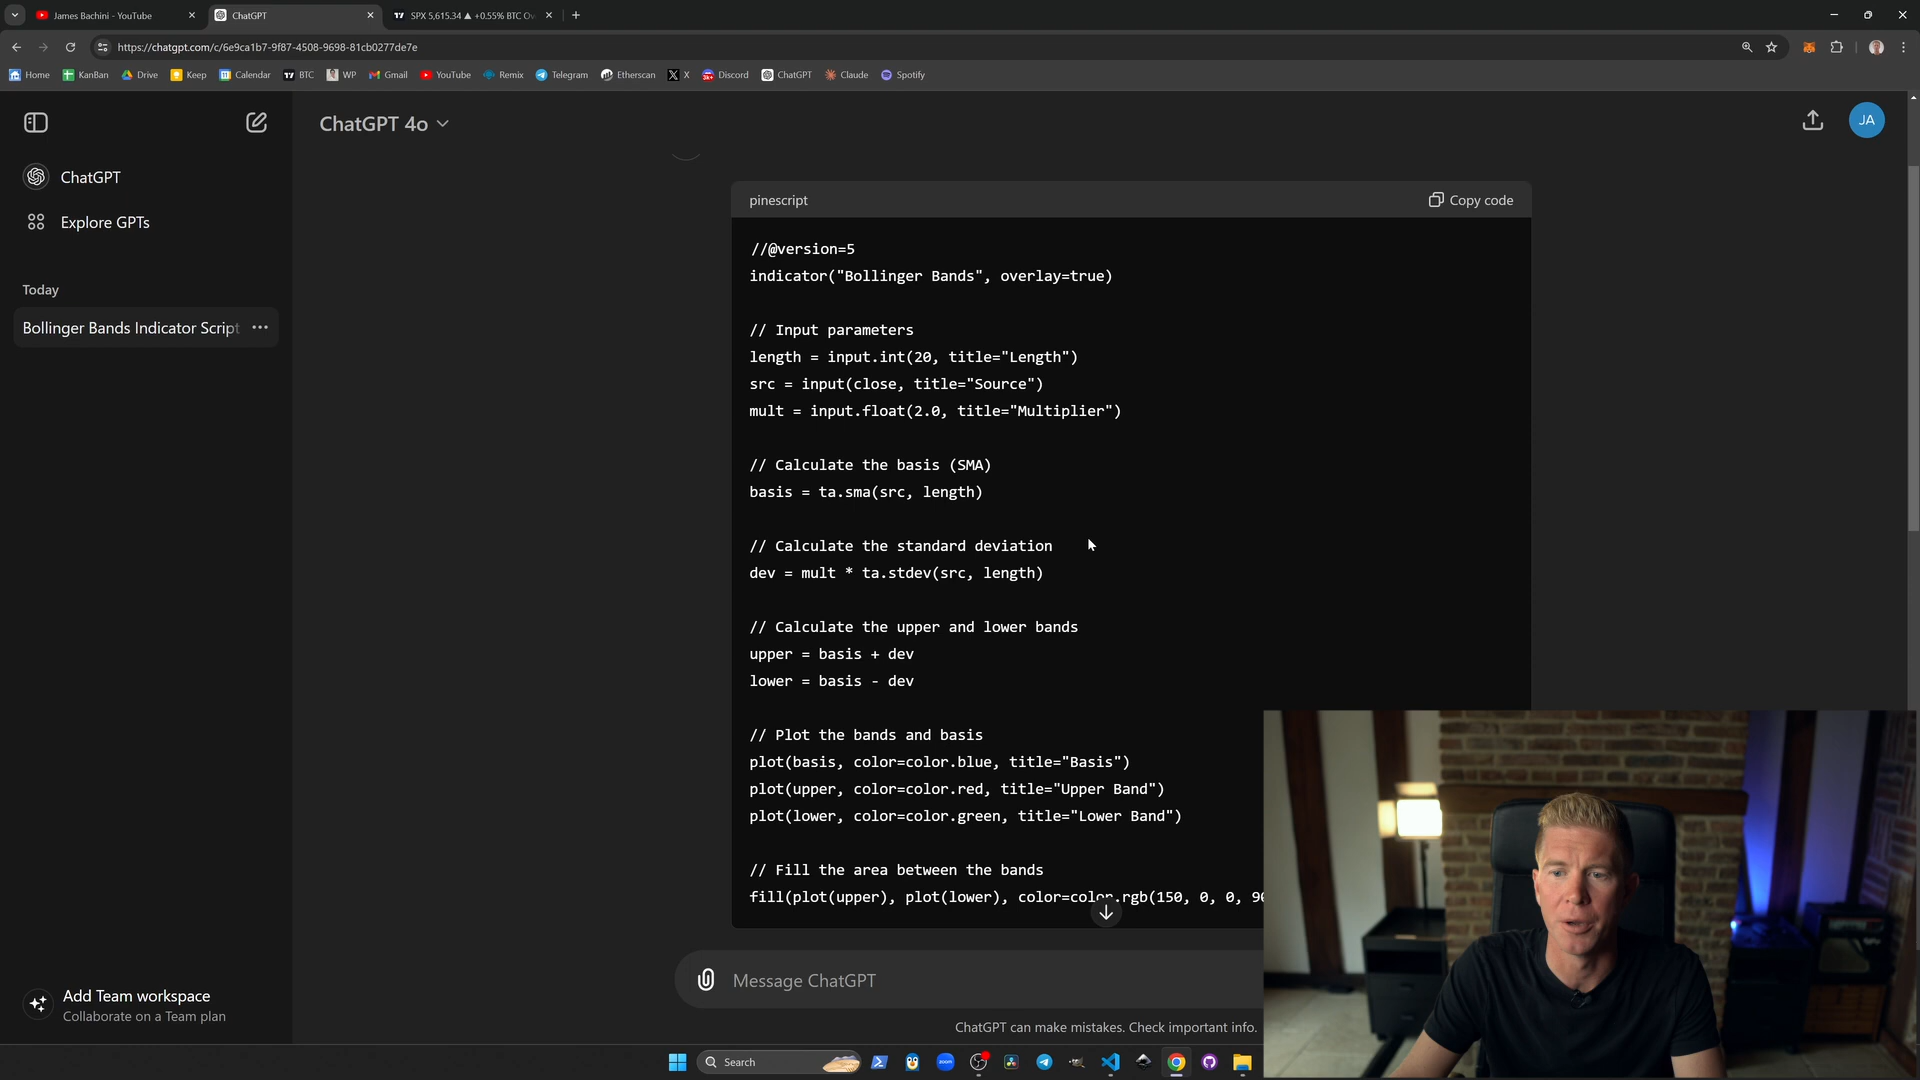 James Bachini - YouTube
ChatGPT
SPX 5,615.34 ▲ +0.55% BTC Ov
https://chatgpt.com/c/6e9ca1b7-9f87-4508-9698-81cb0277de7e
Home KanBan Drive Keep Calendar BTC WP Gmail YouTube Remix Telegram Etherscan X Discord ChatGPT Claude Spotify
ChatGPT 4o
JA
ChatGPT
Explore GPTs
Today
Bollinger Bands Indicator Script
Add Team workspace
Collaborate on a Team plan
pinescript
Copy code
//@version=5
indicator("Bollinger Bands", overlay=true)
// Input parameters
length = input.int(20, title="Length")
src = input(close, title="Source")
mult = input.float(2.0, title="Multiplier")
// Calculate the basis (SMA)
basis = ta.sma(src, length)
// Calculate the standard deviation
dev = mult * ta.stdev(src, length)
// Calculate the upper and lower bands
upper = basis + dev
lower = basis - dev
// Plot the bands and basis
plot(basis, color=color.blue, title="Basis")
plot(upper, color=color.red, title="Upper Band")
plot(lower, color=color.green, title="Lower Band")
// Fill the area between the bands
fill(plot(upper), plot(lower), color=color.rgb(150, 0, 0, 90
Message ChatGPT
ChatGPT can make mistakes. Check important info.
Search
zoom